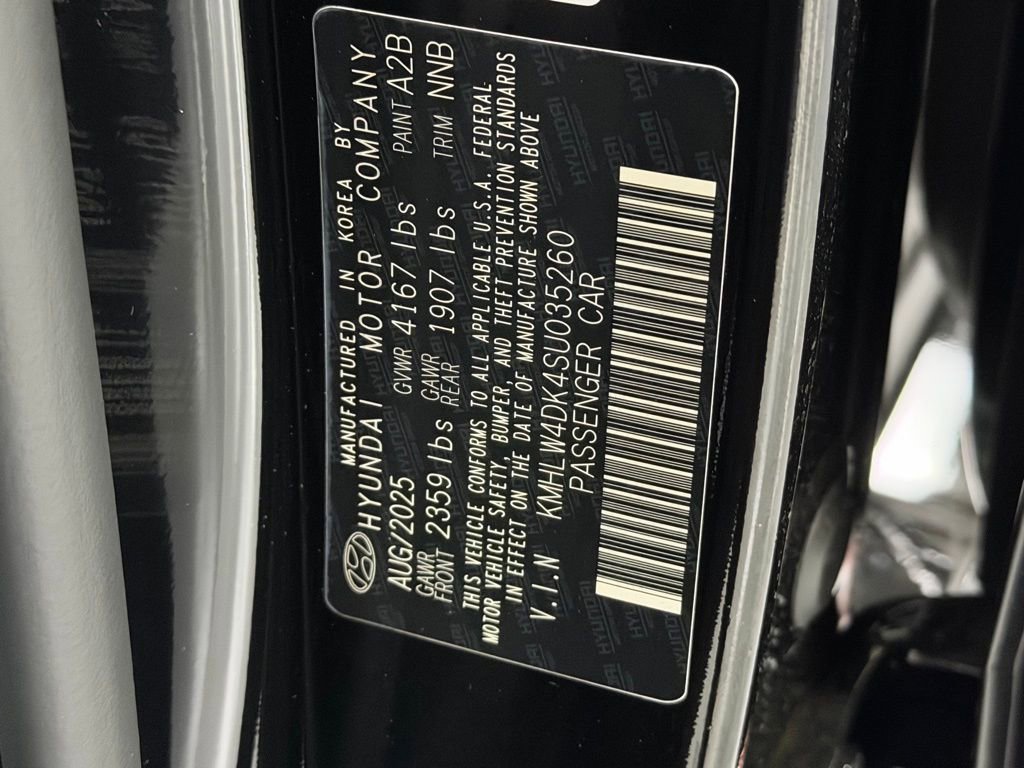 MANUFACTURED IN KOREA BY
HYUNDAI MOTOR COMPANY
AUG/2025 GVWR 4167 lbs PAINT A2B
GAWR FRONT 2359 lbs GAWR REAR 1907 lbs TRIM NNB
THIS VEHICLE CONFORMS TO ALL APPLICABLE U.S.A. FEDERAL
MOTOR VEHICLE SAFETY, BUMPER, AND THEFT PREVENTION STANDARDS
IN EFFECT ON THE DATE OF MANUFACTURE SHOWN ABOVE
V.I.N KMHLW4DK4SU035260
PASSENGER CAR